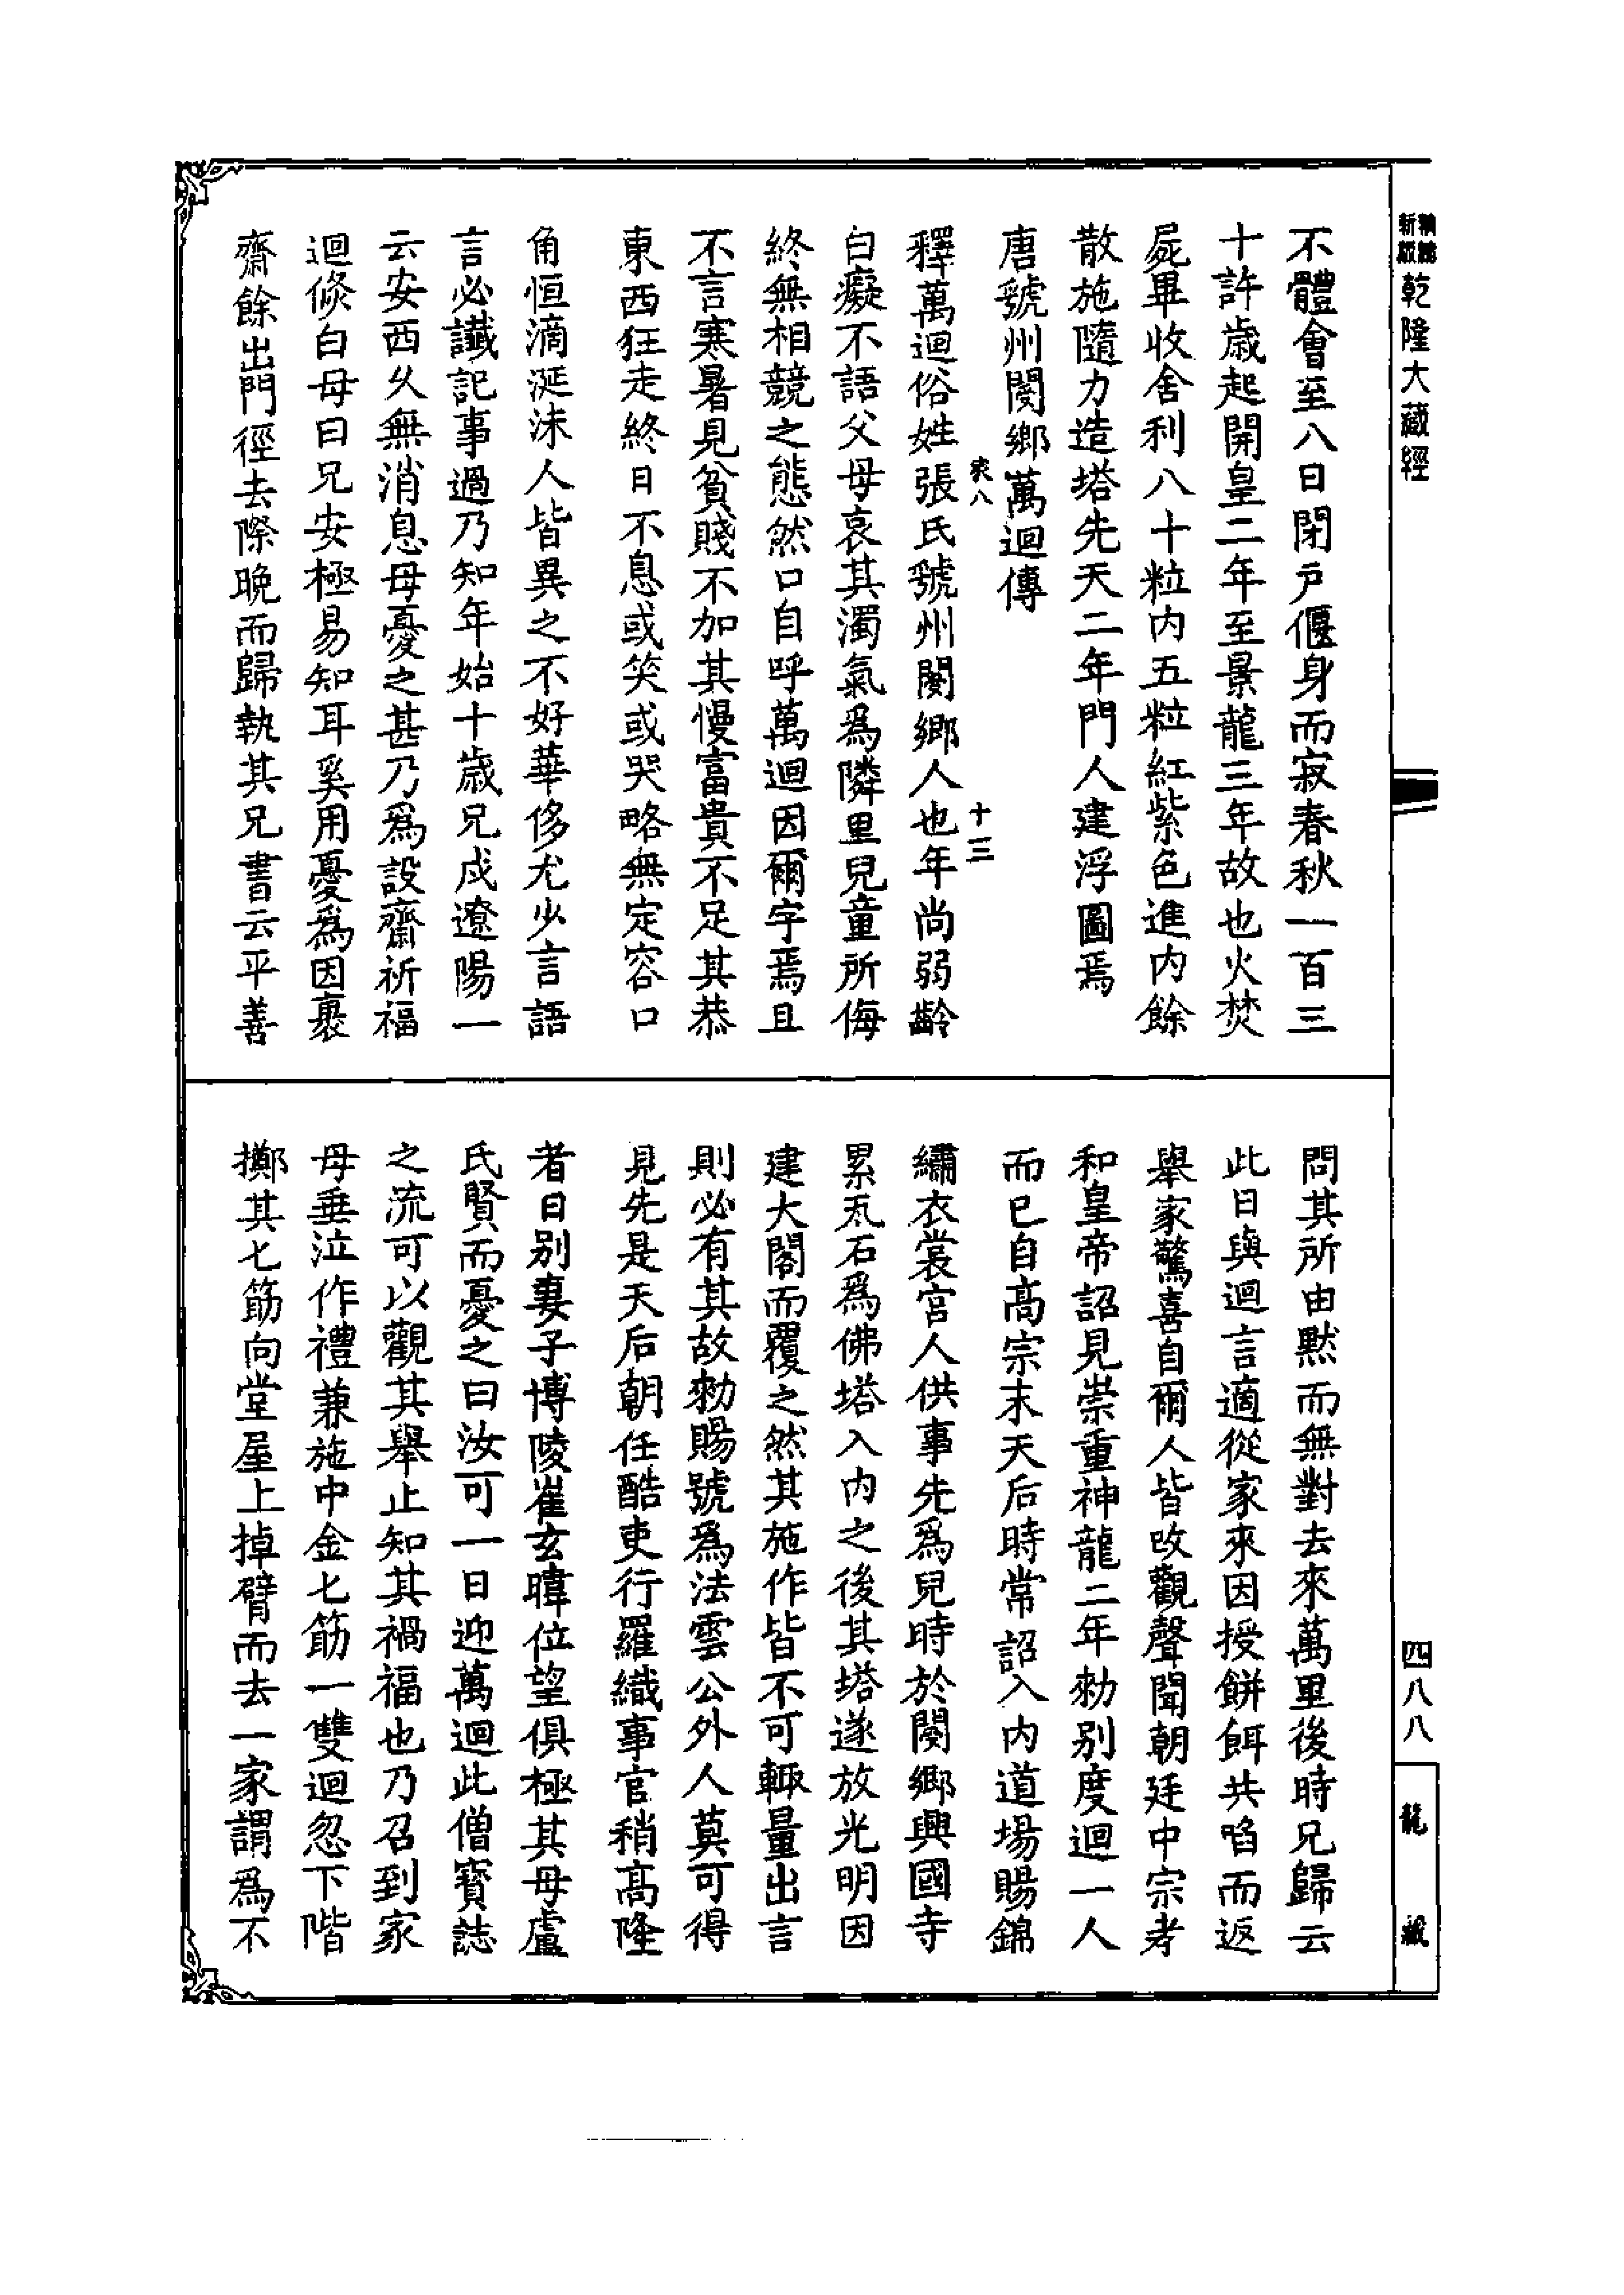 乾隆大藏經
四八八
龍藏
不體會至八日閉戶偃身而寂春秋一百三
十許歲起開皇二年至景龍三年故也火焚
屍畢收舍利八十粒內五粒紅紫色進內餘
散施隨力造塔先天二年門人建浮圖焉
唐虢州閿鄉萬迴傳
十三
釋萬迴俗姓張氏虢州閿鄉人也年尚弱齡
白癡不語父母哀其濁氣爲隣里兒童所侮
終無相競之態然口自呼萬迴因爾字焉且
不言寒暑見貧賤不加其慢富貴不足其恭
東西狂走終日不息或笑或哭略無定容口
角恒滴涎沫人皆異之不好華侈尤少言語
言必讖記事過乃知年始十歲兄戍遼陽一
云安西久無消息母憂之甚乃爲設齋祈福
迴倐白母曰兄安極易知耳奚用憂爲因裹
齋餘出門徑去際晚而歸執其兄書云平善
問其所由默而無對去來萬里後時兄歸云
此日與迴言適從家來因授餅餌共啗而返
舉家驚喜自爾人皆改觀聲聞朝廷中宗孝
和皇帝詔見崇重神龍二年勑別度迴一人
而已自高宗末天后時常詔入內道場賜錦
繡衣裳宮人供事先爲兒時於閿鄉興國寺
累瓦石爲佛塔入內之後其塔遂放光明因
建大閣而覆之然其施作皆不可輙量出言
則必有其故勑賜號爲法雲公外人莫可得
見先是天后朝任酷吏行羅織事官稍高隆
者日別妻子博陵崔玄暐位望俱極其母盧
氏賢而憂之曰汝可一日迎萬迴此僧寶誌
之流可以觀其舉止知其禍福也乃召到家
母垂泣作禮兼施中金匕筯一雙迴忽下階
擲其匕筯向堂屋上掉臂而去一家謂爲不